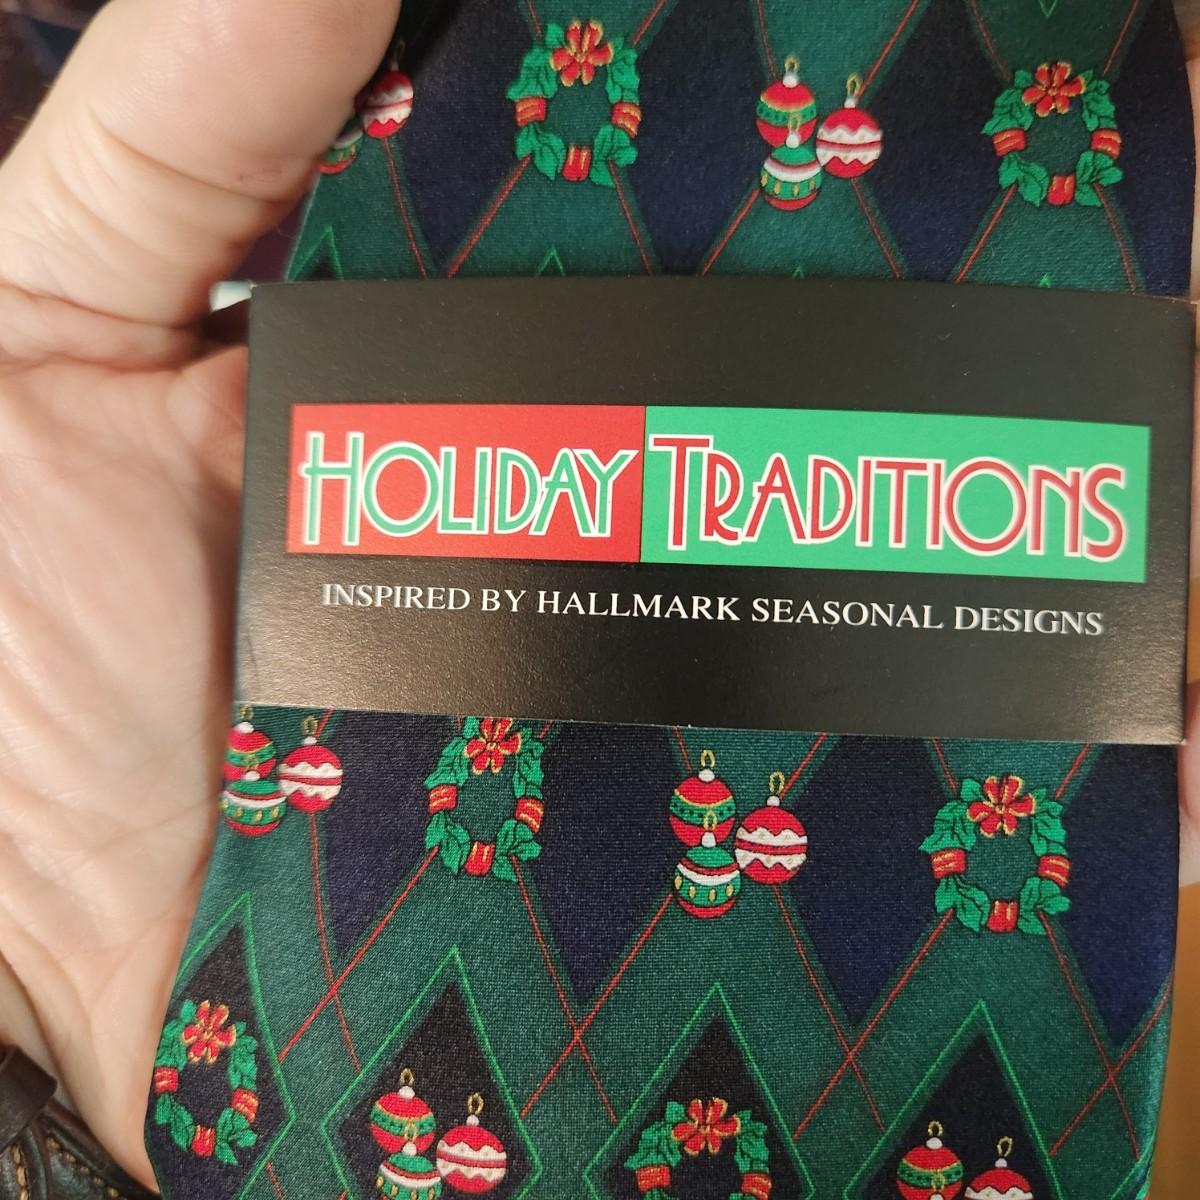 HOLIDAY TRADITIONS
INSPIRED BY HALLMARK SEASONAL DESIGNS